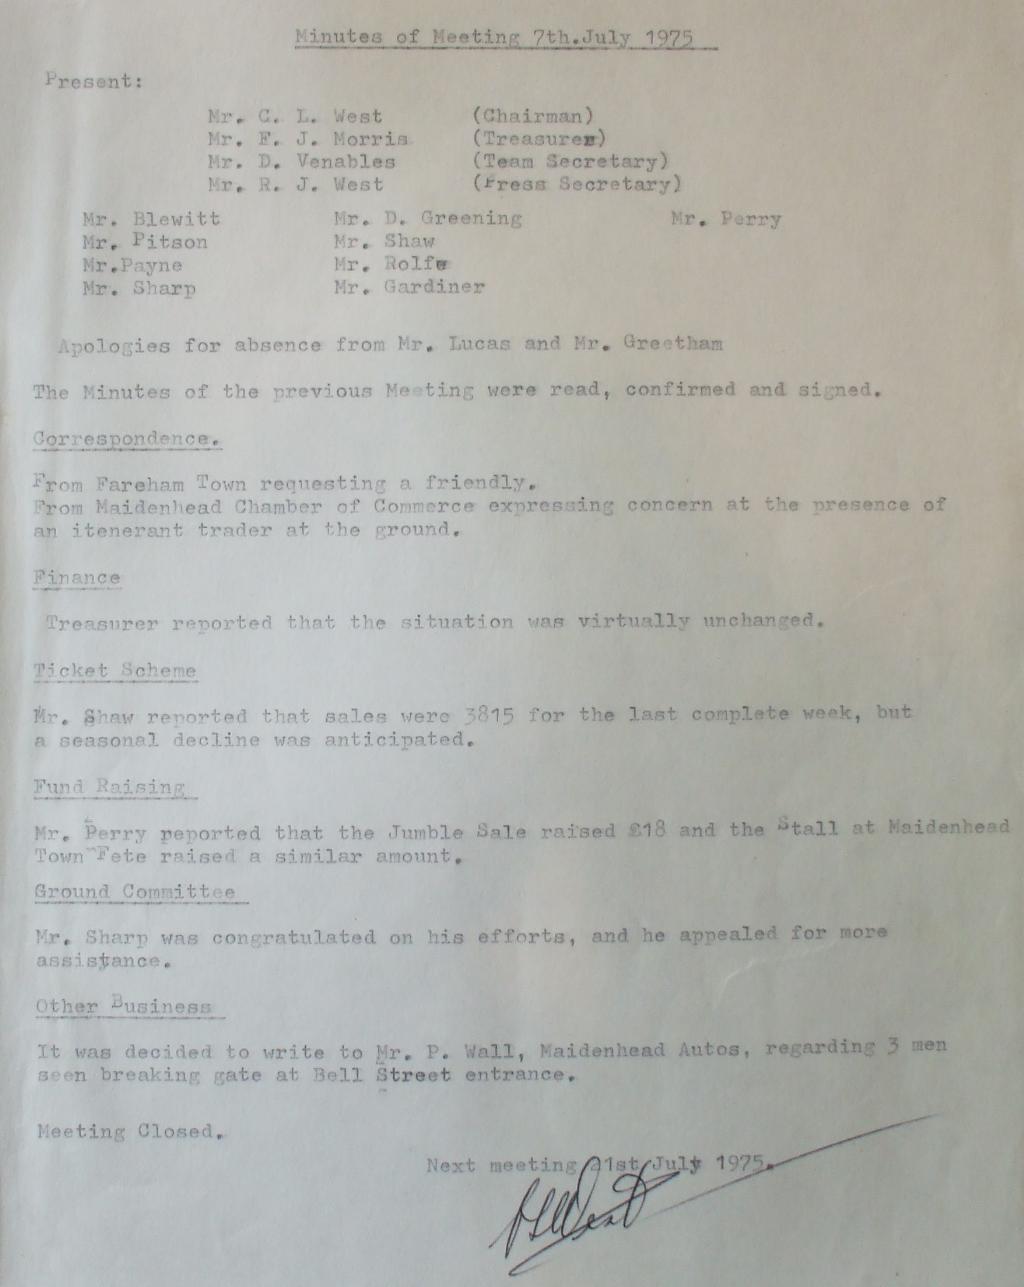 Minutes of Meeting 7th.July 1975
Present:
Mr. C. L. West (Chairman)
Mr. F. J. Morris (Treasurer)
Mr. D. Venables (Team Secretary)
Mr. R. J. West (Press Secretary)
Mr. Blewitt Mr. D. Greening Mr. Perry
Mr. Pitson Mr. Shaw
Mr.Payne Mr. Rolfe
Mr. Sharp Mr. Gardiner
Apologies for absence from Mr. Lucas and Mr. Greetham
The Minutes of the previous Meeting were read, confirmed and signed.
Correspondence.
From Fareham Town requesting a friendly.
From Maidenhead Chamber of Commerce expressing concern at the presence of
an itenerant trader at the ground.
Finance
Treasurer reported that the situation was virtually unchanged.
Ticket Scheme
Mr. Shaw reported that sales were 3815 for the last complete week, but
a seasonal decline was anticipated.
Fund Raising
Mr. Perry reported that the Jumble Sale raised £18 and the Stall at Maidenhead
Town Fete raised a similar amount.
Ground Committee
Mr. Sharp was congratulated on his efforts, and he appealed for more
assistance.
Other Business
It was decided to write to Mr. P. Wall, Maidenhead Autos, regarding 3 men
seen breaking gate at Bell Street entrance.
Meeting Closed.
Next meeting 21st July 1975.
CLWest